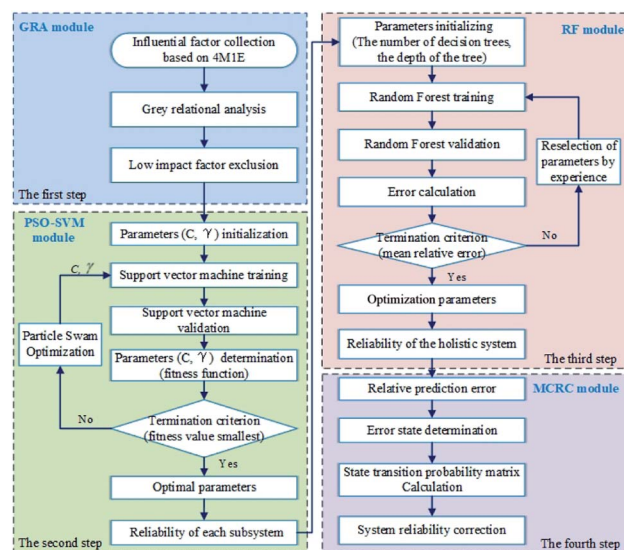 GRA module
Influential factor collection
based on 4M1E
Grey relational analysis
Low impact factor exclusion
The first step
PSO-SVM
module
Parameters (C, γ) initialization
C, γ
Support vector machine training
Support vector machine
validation
Particle Swam
Optimization
Parameters (C, γ) determination
(fitness function)
No
Termination criterion
(fitness value smallest)
Yes
Optimal parameters
Reliability of each subsystem
The second step
Parameters initializing
(The number of decision trees,
the depth of the tree)
RF module
Random Forest training
Random Forest validation
Reselection of
parameters by
experience
Error calculation
Termination criterion
(mean relative error)
No
Yes
Optimization parameters
Reliability of the holistic system
The third step
Relative prediction error
MCRC module
Error state determination
State transition probability matrix
Calculation
System reliability correction
The fourth step